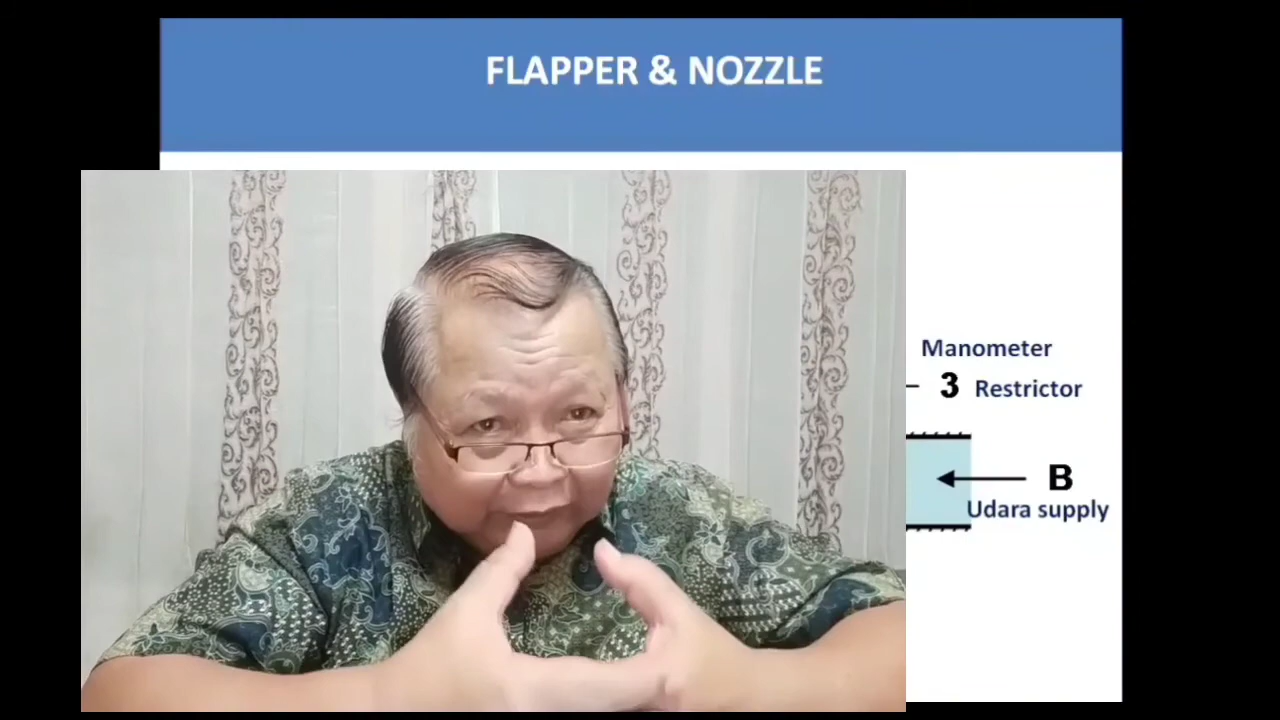 FLAPPER & NOZZLE
Manometer
3 Restrictor
B
Udara supply